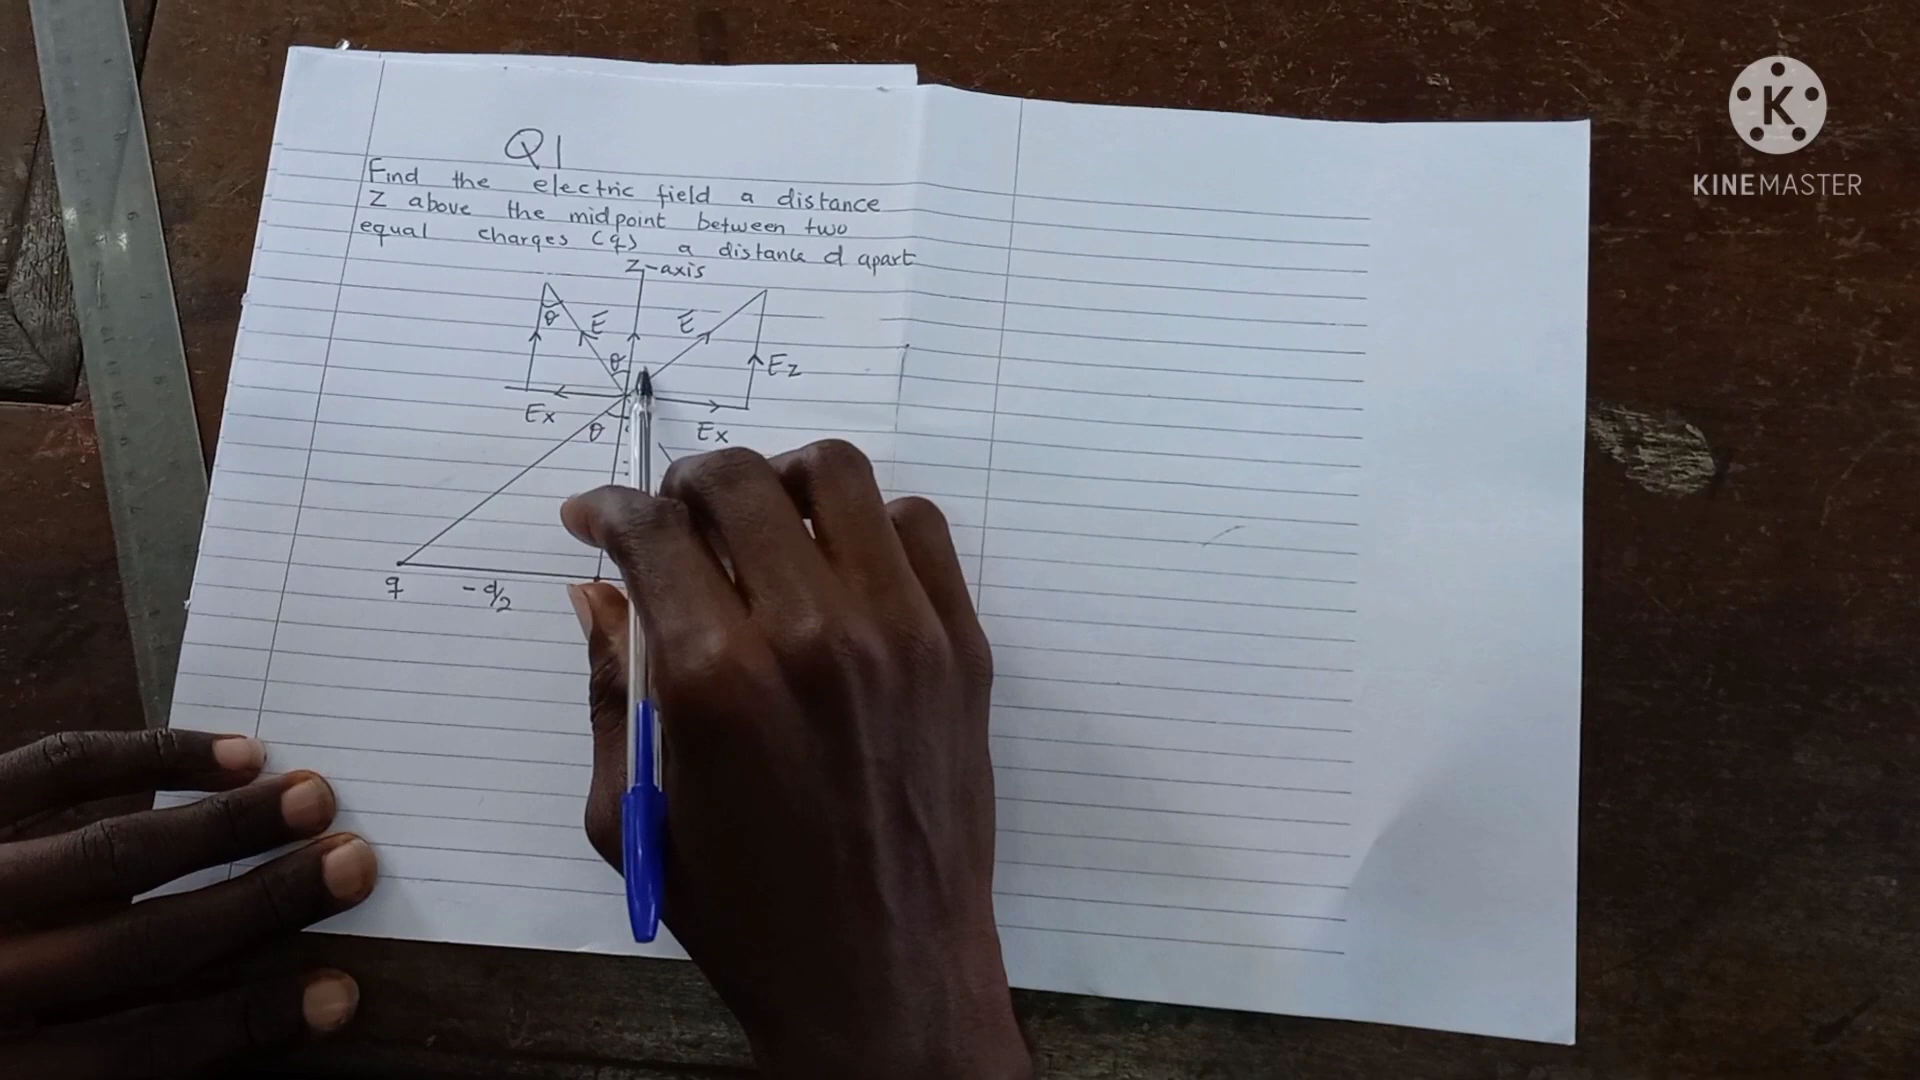 Q1
Find the electric field a distance
Z above the midpoint between two
equal charges (q) a distance d apart
Z-axis
θ
E
E
θ
Ez
Ex
θ
Ex
q
-d/2
K
KINEMASTER